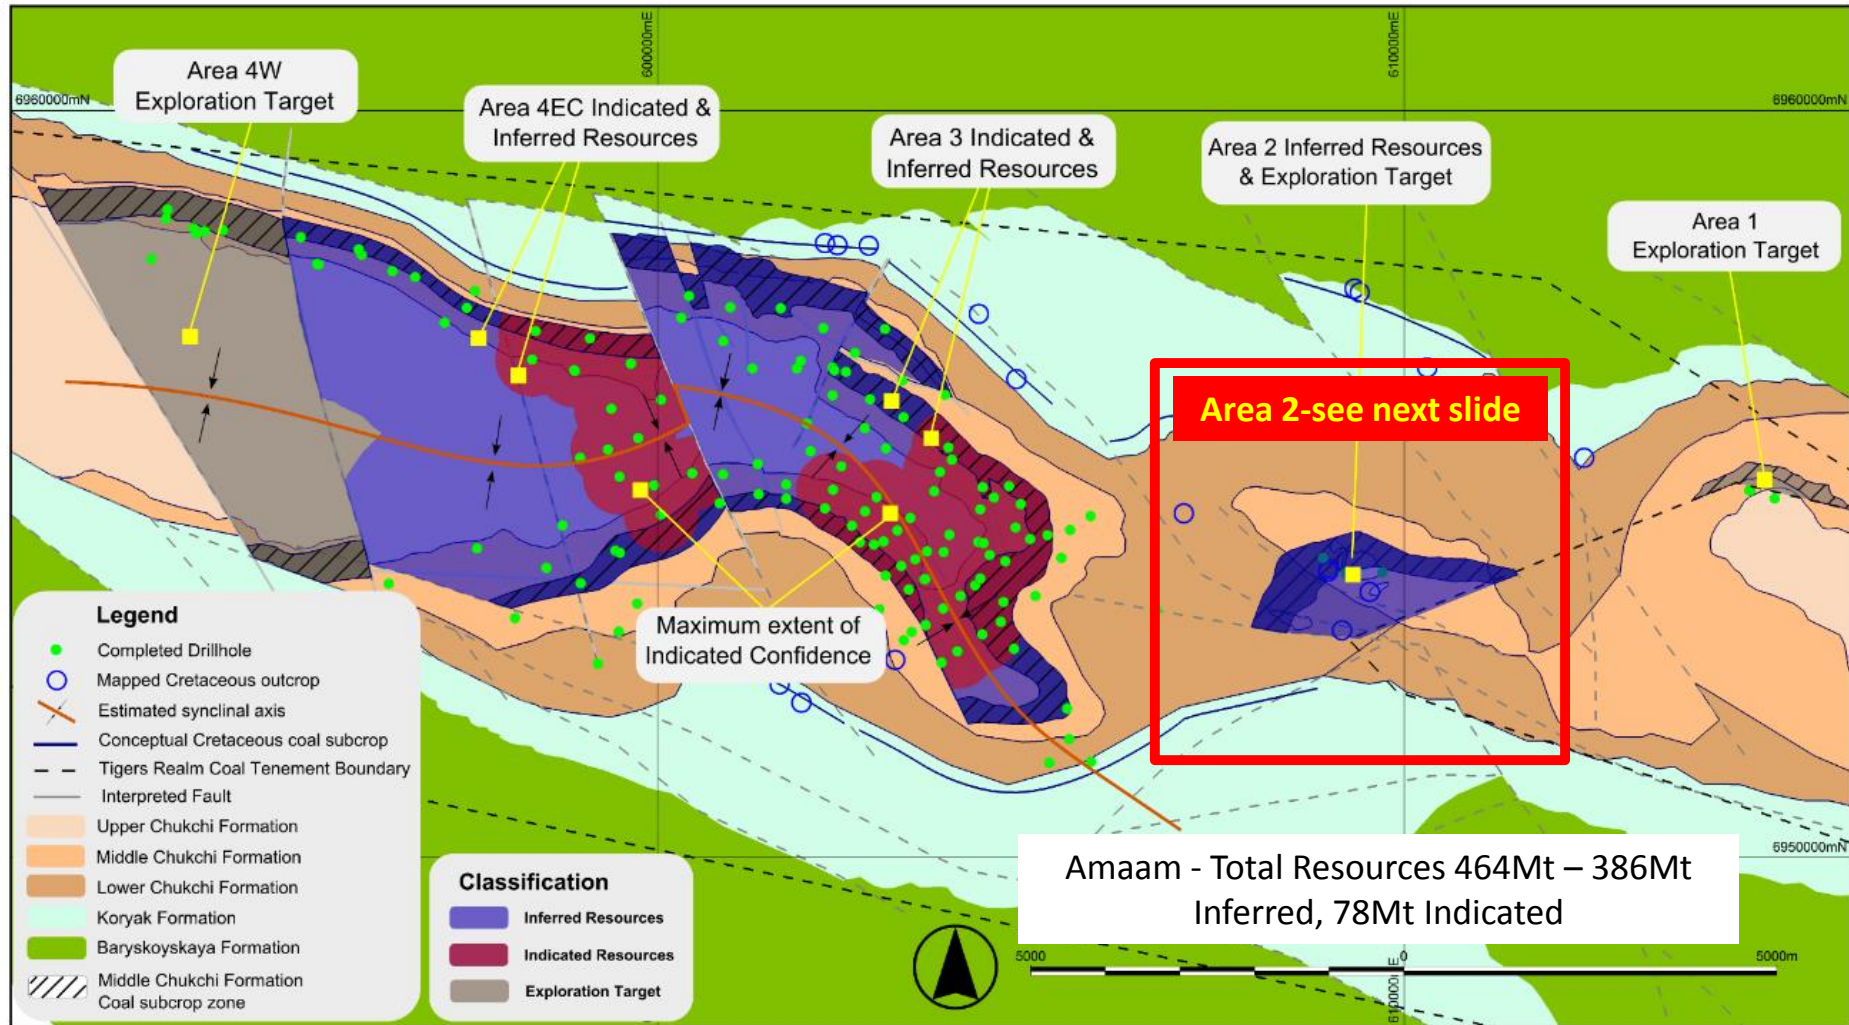 600000mE
610000mE
Area 4W
Exploration Target
6960000mN
6960000mN
Area 4EC Indicated &
Inferred Resources
Area 3 Indicated &
Inferred Resources
Area 2 Inferred Resources
& Exploration Target
Area 1
Exploration Target
Area 2-see next slide
Maximum extent of
Indicated Confidence
Legend
Completed Drillhole
Mapped Cretaceous outcrop
Estimated synclinal axis
Conceptual Cretaceous coal subcrop
Tigers Realm Coal Tenement Boundary
Interpreted Fault
Upper Chukchi Formation
Middle Chukchi Formation
Lower Chukchi Formation
Koryak Formation
Baryskoyskaya Formation
Middle Chukchi Formation
Coal subcrop zone
Classification
Inferred Resources
Indicated Resources
Exploration Target
6950000mN
Amaam - Total Resources 464Mt – 386Mt
Inferred, 78Mt Indicated
5000
0
5000m